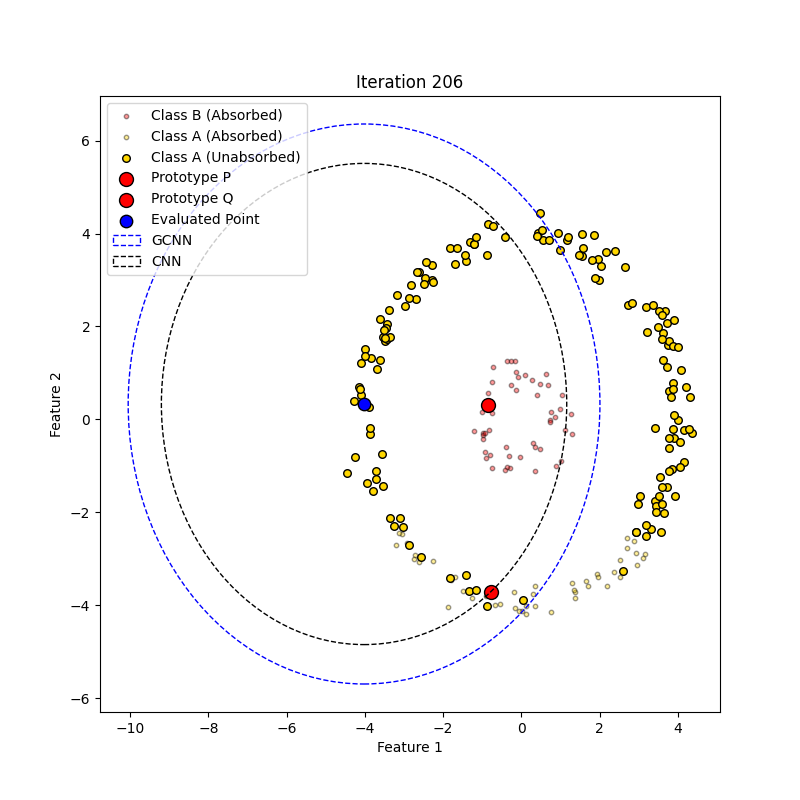 Iteration 206
Class B (Absorbed)
Class A (Absorbed)
Class A (Unabsorbed)
Prototype P
Prototype Q
Evaluated Point
GCNN
CNN
6
4
2
0
−2
−4
−6
Feature 2
−10 −8 −6 −4 −2 0 2 4
Feature 1